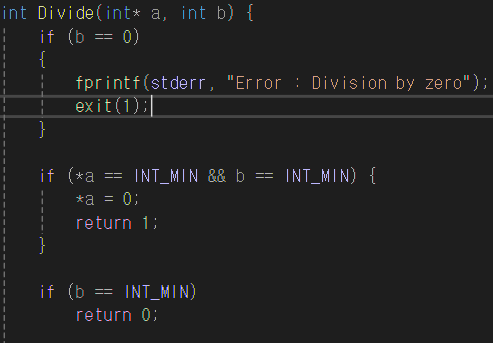 int Divide(int* a, int b) {
if (b == 0)
{
fprintf(stderr, "Error : Division by zero");
exit(1);
}
if (*a == INT_MIN && b == INT_MIN) {
*a = 0;
return 1;
}
if (b == INT_MIN)
return 0;